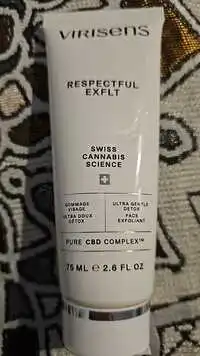 VIRISENS
RESPECTFUL
EXFLT
SWISS
CANNABIS
SCIENCE
GOMMAGE
VISAGE
ULTRA DOUX
DETOX
ULTRA GENTLE
DETOX
FACE
EXFOLIANT
PURE CBD COMPLEX™
75 ML ℮ 2.6 FL OZ